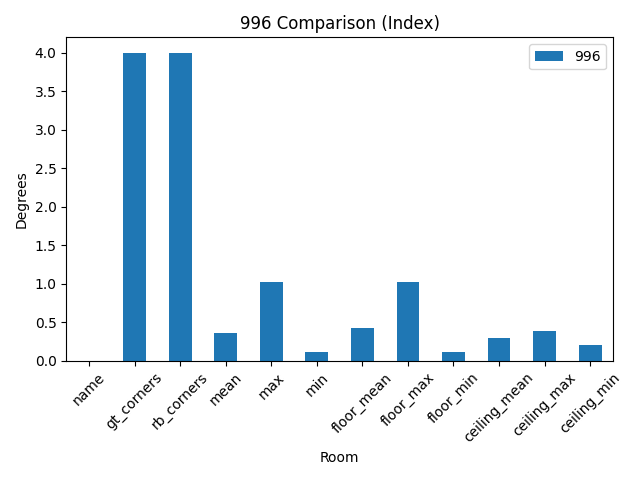 996 Comparison (Index)
996
Degrees
4.0
3.5
3.0
2.5
2.0
1.5
1.0
0.5
0.0
name
gt_corners
rb_corners
mean
max
min
floor_mean
floor_max
floor_min
ceiling_mean
ceiling_max
ceiling_min
Room